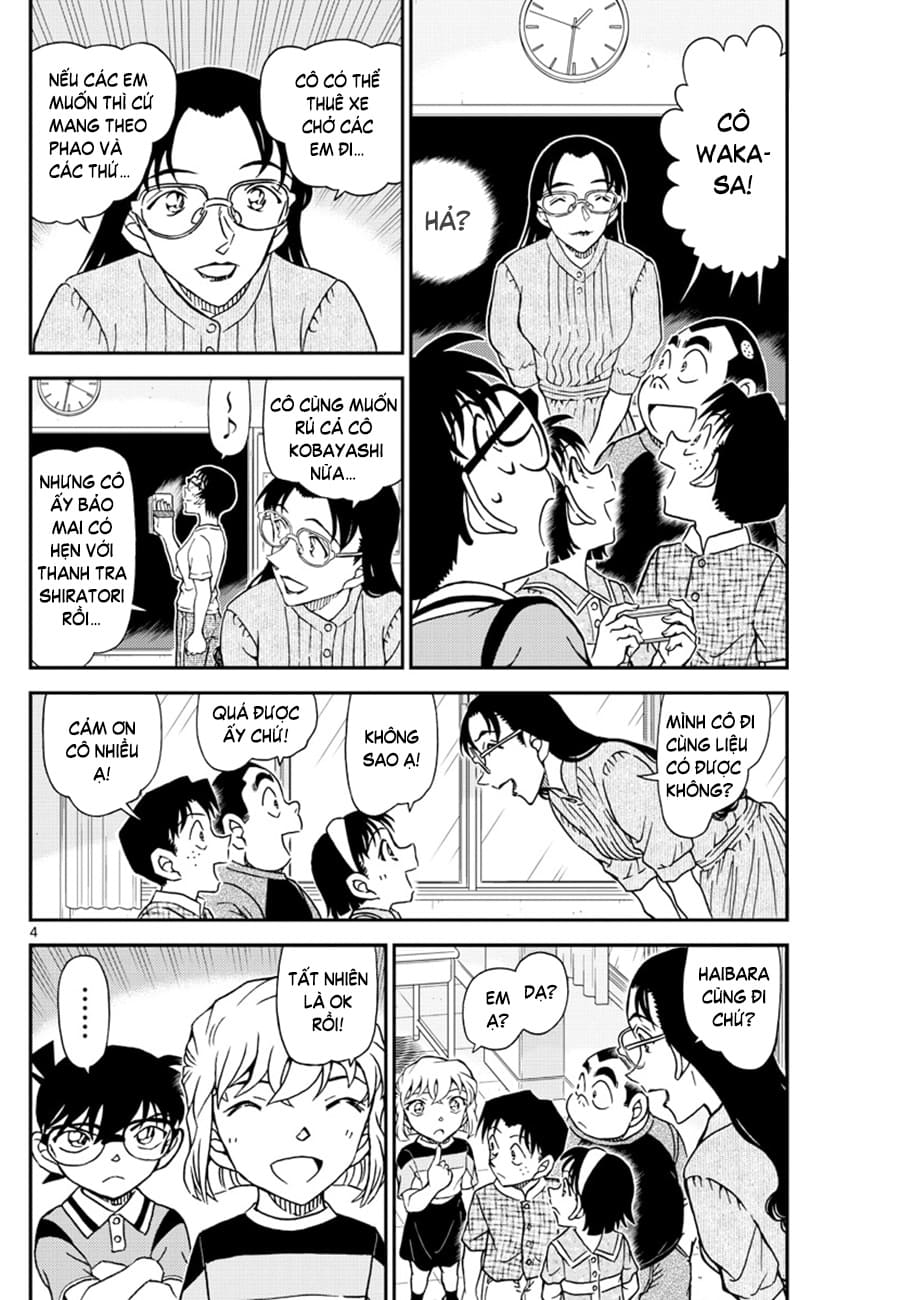 CÔ
WAKA-
SA!
HẢ?
CÔ CÓ THỂ
THUÊ XE
CHỞ CÁC
EM ĐI...
NẾU CÁC EM
MUỐN THÌ CỨ
MANG THEO
PHAO VÀ
CÁC THỨ...
CÔ CŨNG MUỐN
RỦ CẢ CÔ
KOBAYASHI
NỮA...
NHƯNG CÔ
ẤY BẢO
MAI CÓ
HẸN VỚI
THANH TRA
SHIRATORI
RỒI...
MÌNH CÔ ĐI
CÙNG LIỆU
CÓ ĐƯỢC
KHÔNG?
KHÔNG
SAO Ạ!
QUÁ ĐƯỢC
ẤY CHỨ!
CẢM ƠN
CÔ NHIỀU
Ạ!
4
HAIBARA
CŨNG ĐI
CHỨ?
DẠ?
EM
Ạ?
TẤT NHIÊN
LÀ OK
RỒI!
......